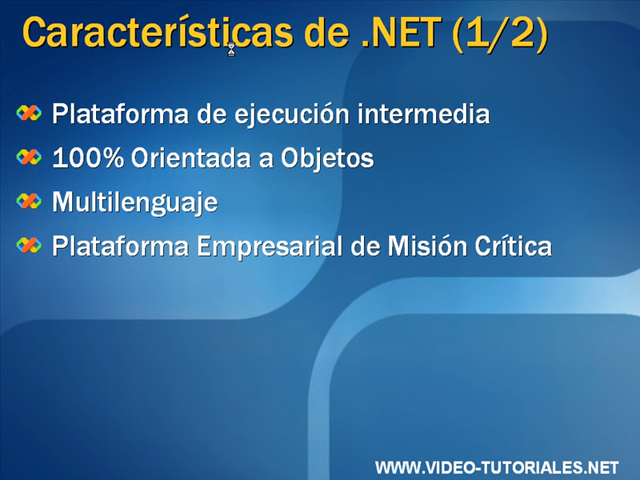 Características de .NET (1/2)
Plataforma de ejecución intermedia
100% Orientada a Objetos
Multilenguaje
Plataforma Empresarial de Misión Crítica
WWW.VIDEO-TUTORIALES.NET